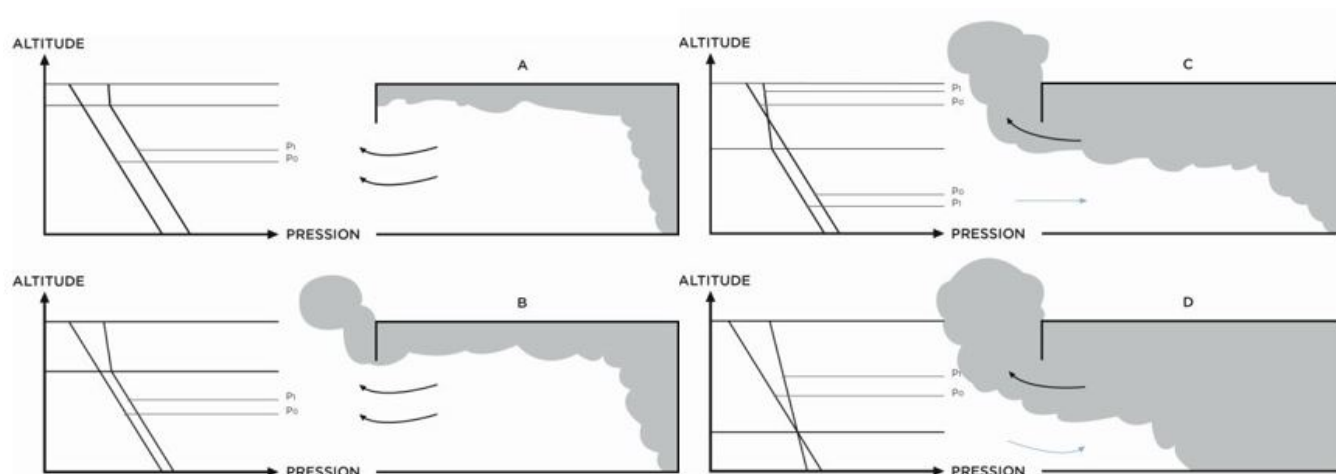 ALTITUDE
A
P1
P0
PRESSION
ALTITUDE
C
P1
P0
P0
P1
PRESSION
ALTITUDE
B
P1
P0
PRESSION
ALTITUDE
D
P1
P0
PRESSION